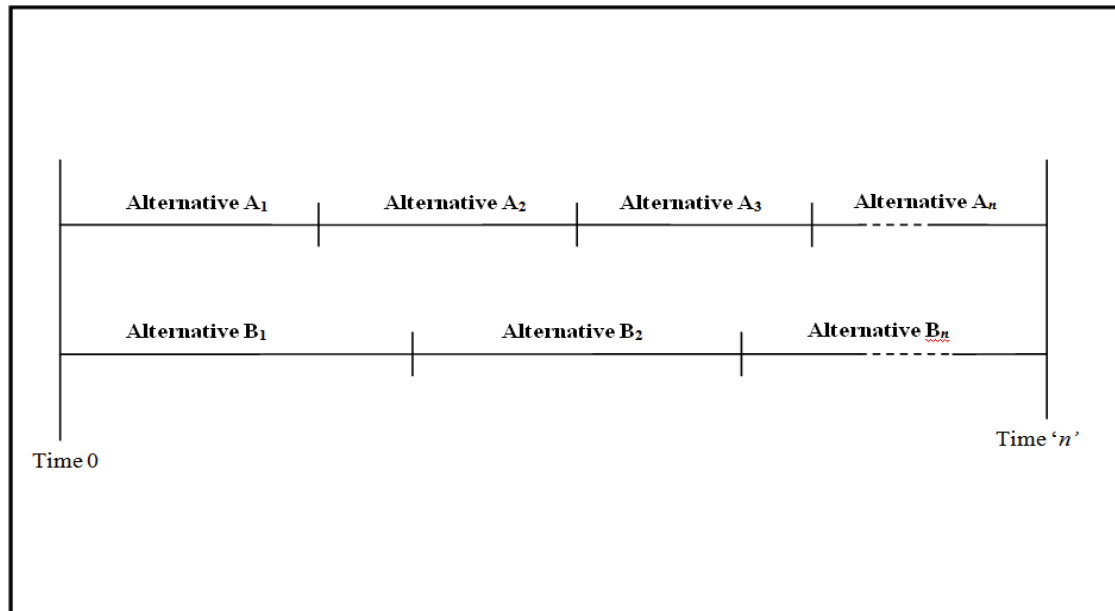 Alternative A₁ Alternative A₂ Alternative A₃ Alternative Aₙ
Alternative B₁ Alternative B₂ Alternative Bₙ
Time 0
Time ‘n’